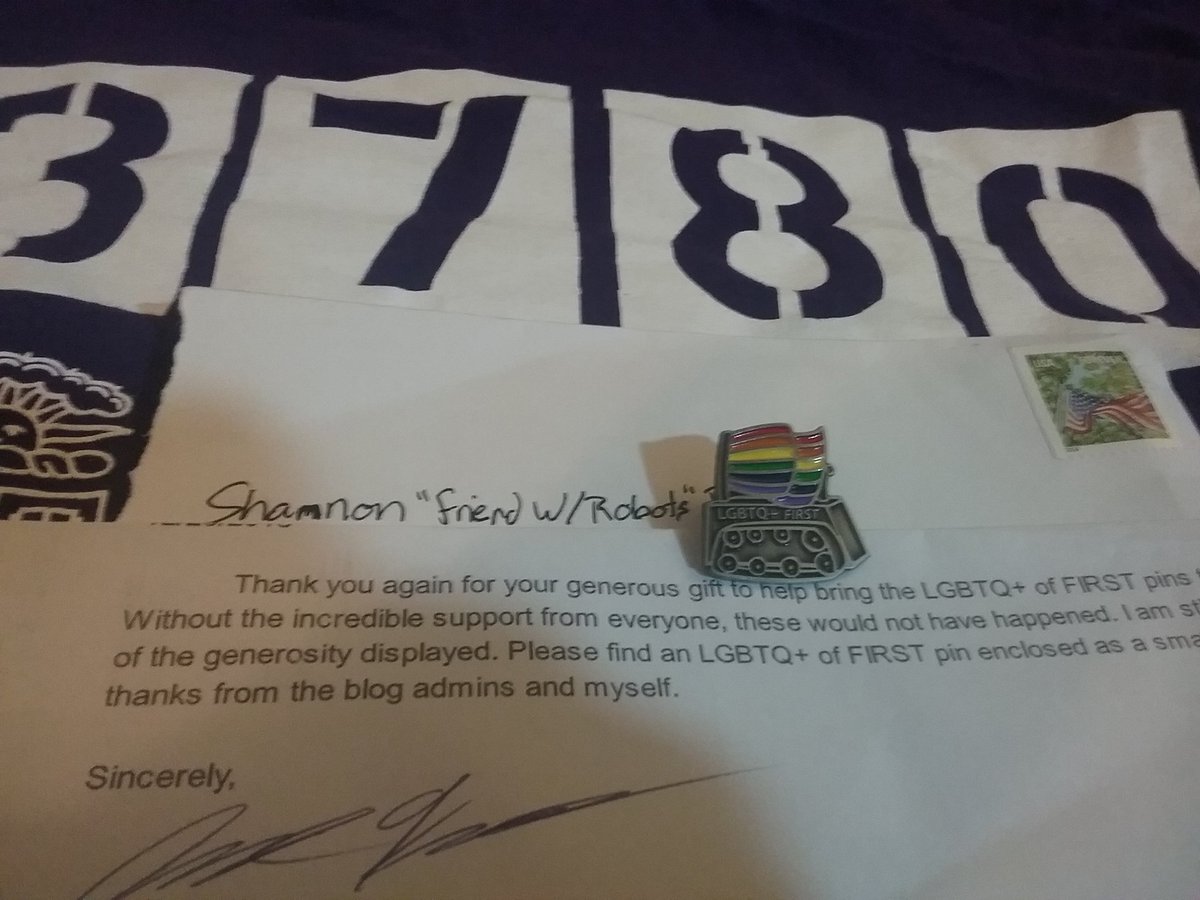 3780
USA
Shannon "friend w/Robots"
LGBTQ+ FIRST
Thank you again for your generous gift to help bring the LGBTQ+ of FIRST pins
Without the incredible support from everyone, these would not have happened. I am
of the generosity displayed. Please find an LGBTQ+ of FIRST pin enclosed as a
thanks from the blog admins and myself.
Sincerely,